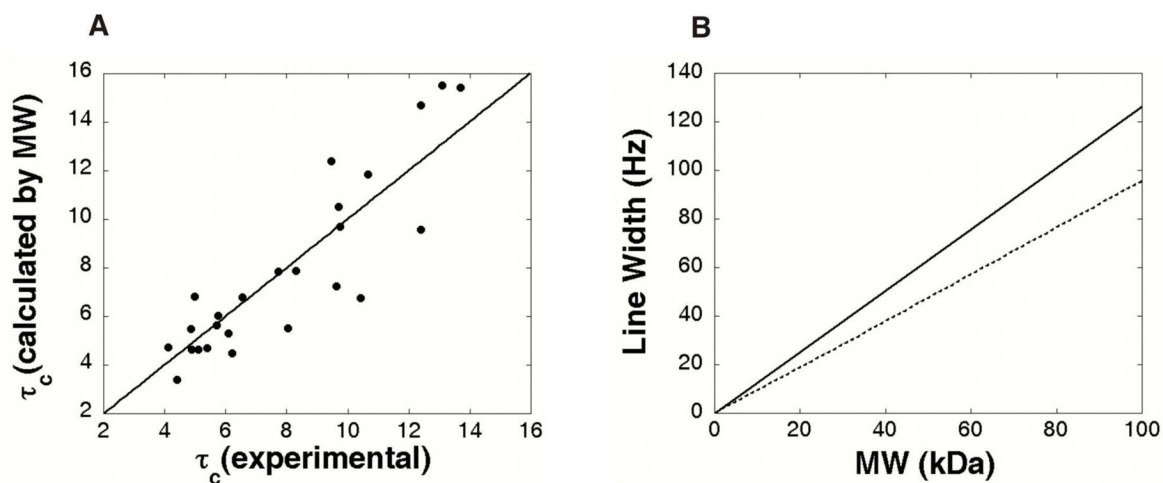 A
τc(calculated by MW)
16
14
12
10
8
6
4
2
2 4 6 8 10 12 14 16
τc(experimental)
B
Line Width (Hz)
140
120
100
80
60
40
20
0
0 20 40 60 80 100
MW (kDa)